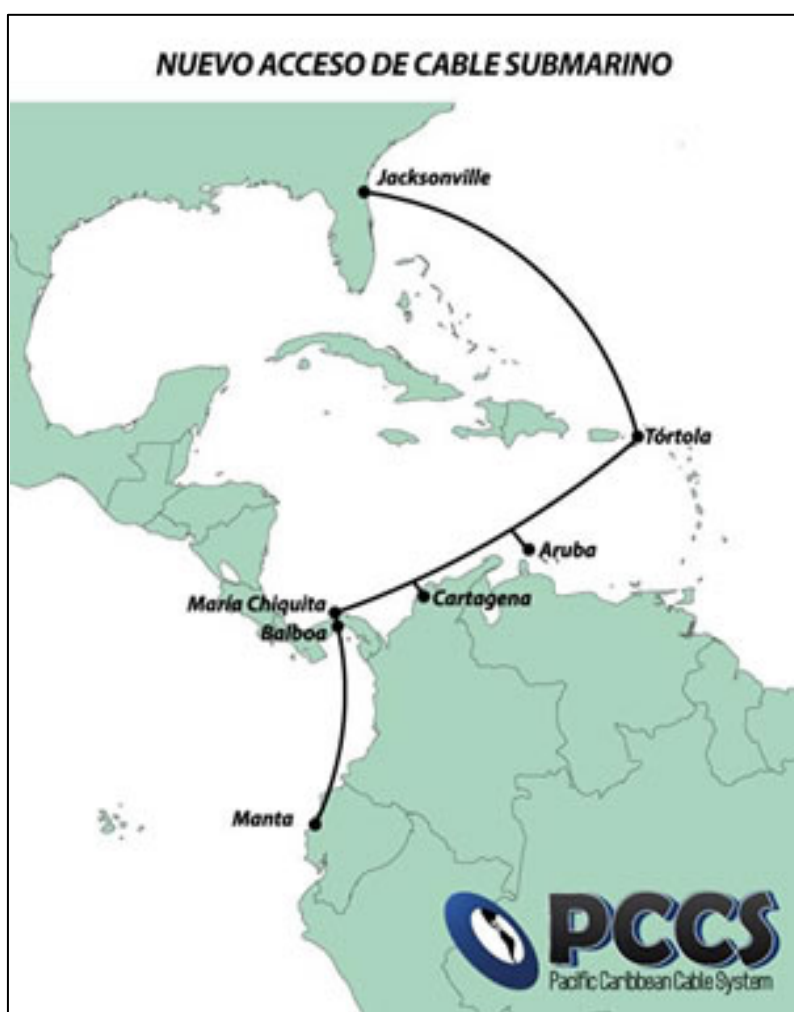 NUEVO ACCESO DE CABLE SUBMARINO
Jacksonville
Tórtola
Aruba
María Chiquita
Cartagena
Balboa
Manta
PCCS
Pacific Caribbean Cable System